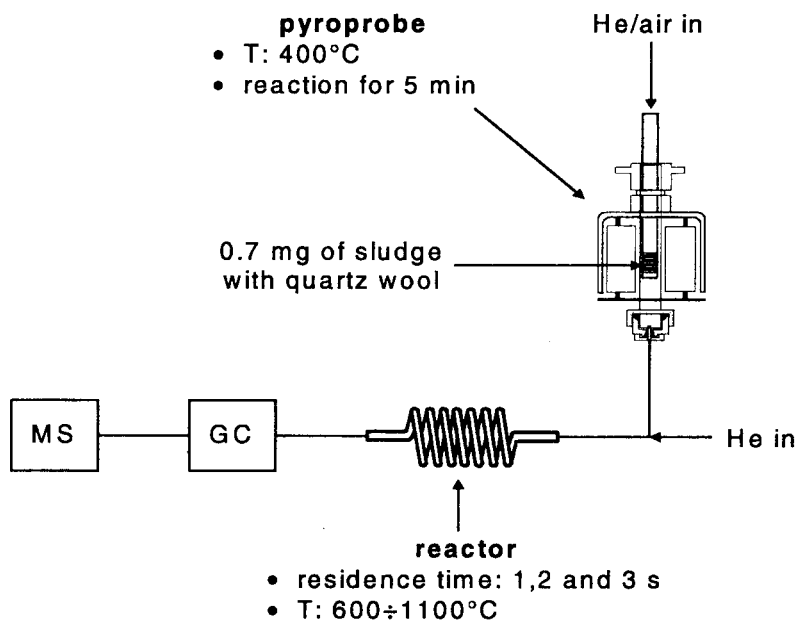 pyroprobe
• T: 400°C
• reaction for 5 min
He/air in
0.7 mg of sludge
with quartz wool
MS
GC
He in
reactor
• residence time: 1,2 and 3 s
• T: 600÷1100°C